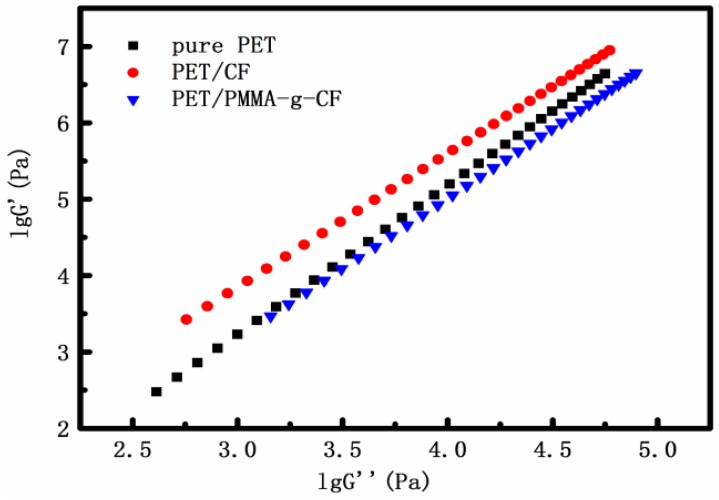 7
6
5
4
3
2
lgG'(Pa)
pure PET
PET/CF
PET/PMMA-g-CF
2.5 3.0 3.5 4.0 4.5 5.0
lgG''(Pa)